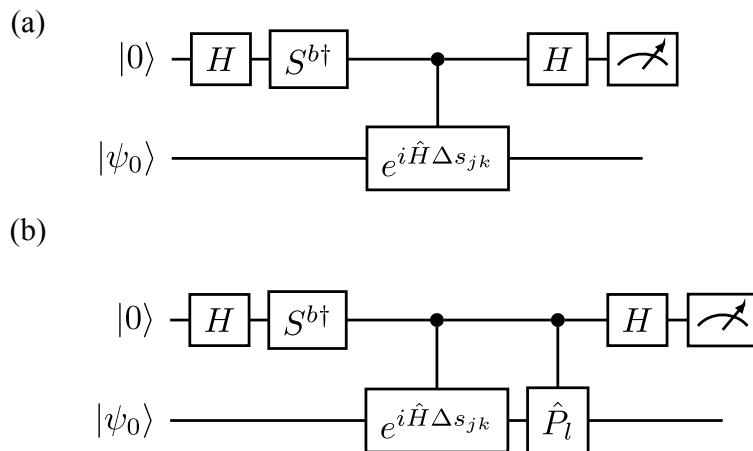 (a)
|0⟩ H S^{b†} H
|ψ_0⟩ e^{iĤΔs_{jk}}
(b)
|0⟩ H S^{b†} H
|ψ_0⟩ e^{iĤΔs_{jk}} P̂_l